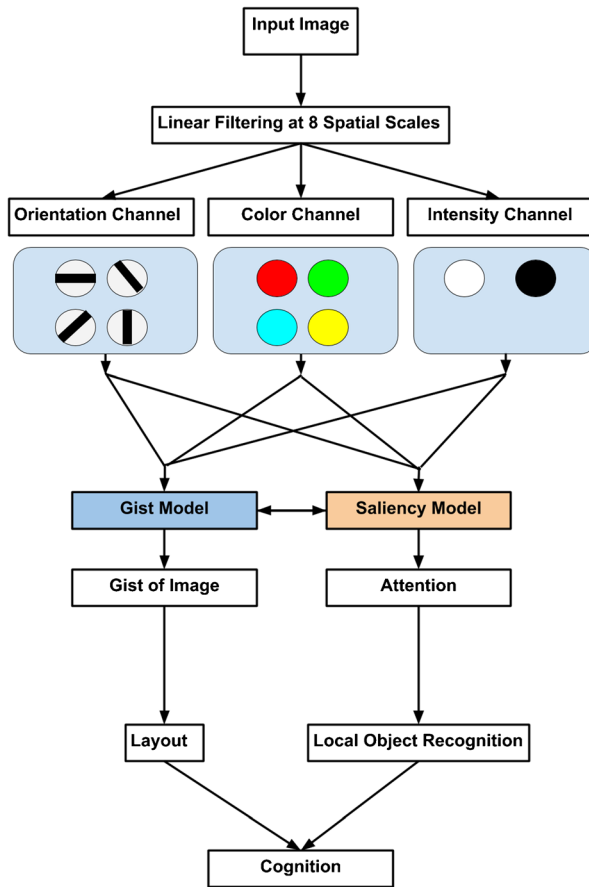 Input Image
Linear Filtering at 8 Spatial Scales
Orientation Channel
Color Channel
Intensity Channel
Gist Model
Saliency Model
Gist of Image
Attention
Layout
Local Object Recognition
Cognition